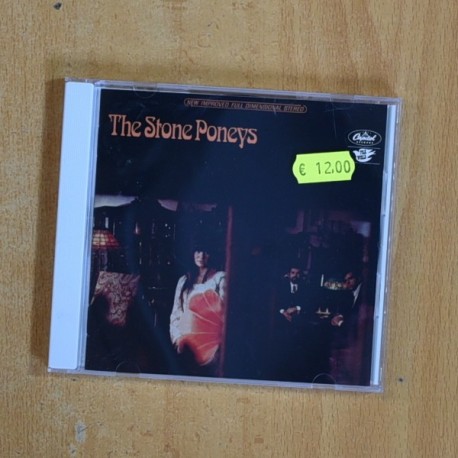 NEW IMPROVED FULL DIMENSIONAL STEREO
The Stone Poneys
Capitol
€ 12,00